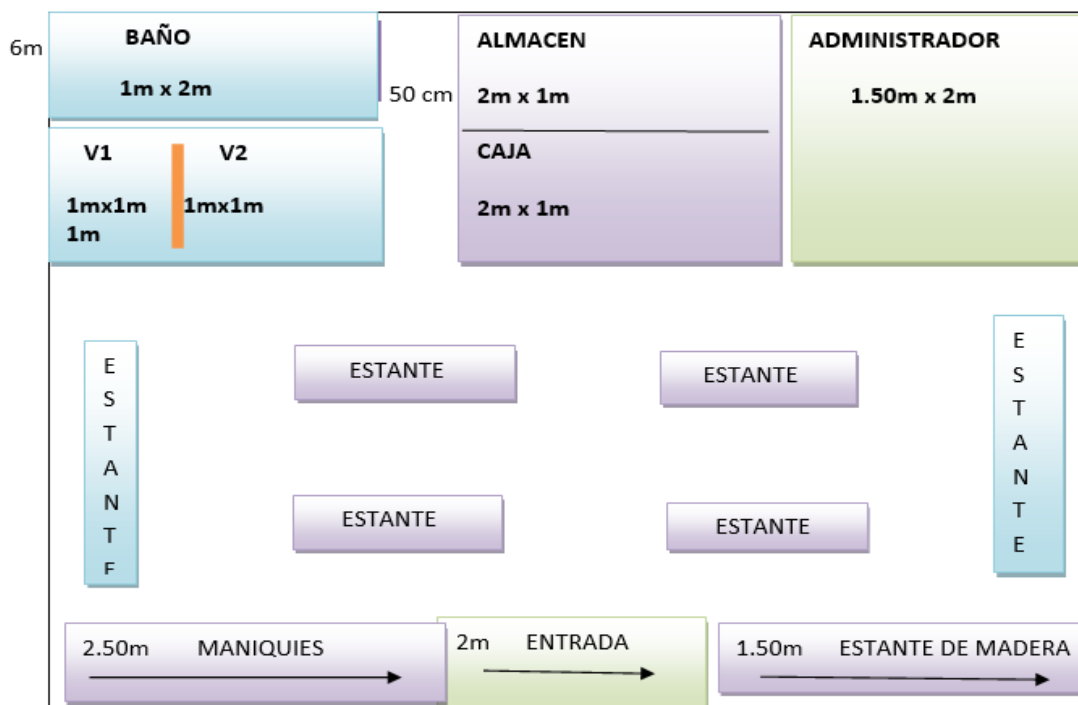 6m
BAÑO
1m x 2m
50 cm
ALMACEN
2m x 1m
CAJA
2m x 1m
ADMINISTRADOR
1.50m x 2m
V1 V2
1mx1m 1mx1m
1m
E
S
T
A
N
T
E
ESTANTE
ESTANTE
ESTANTE
ESTANTE
E
S
T
A
N
T
E
2.50m MANIQUIES
2m ENTRADA
1.50m ESTANTE DE MADERA